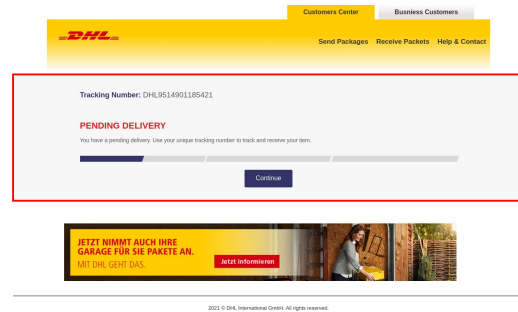 Customers Center
Busniess Customers
DHL
Send Packages Receive Packets Help & Contact
Tracking Number: DHL9514901185421
PENDING DELIVERY
You have a pending delivery. Use your unique tracking number to track and receive your item.
Continue
JETZT NIMMT AUCH IHRE
GARAGE FÜR SIE PAKETE AN.
MIT DHL GEHT DAS.
Jetzt informieren
2021 © DHL International GmbH. All rights reserved.